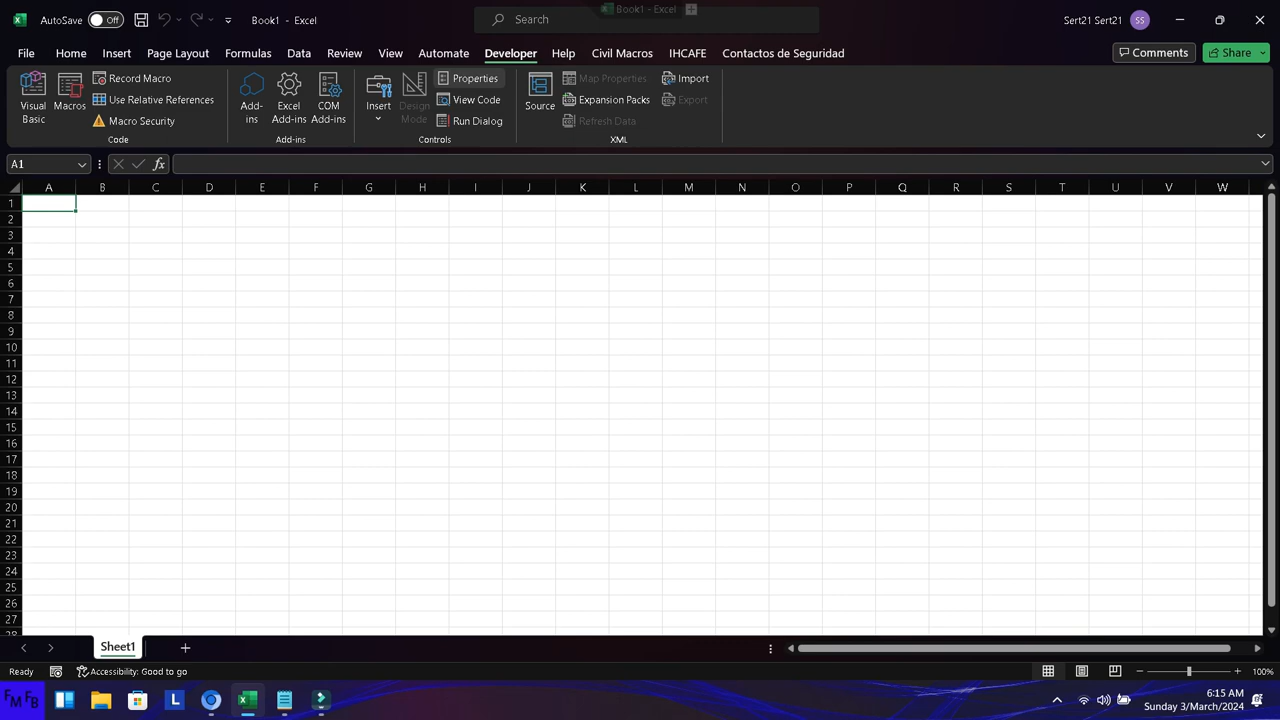 Book1 - Excel
AutoSave Off Book1 - Excel Search Sert21 Sert21 SS
File Home Insert Page Layout Formulas Data Review View Automate Developer Help Civil Macros IHCAFE Contactos de Seguridad Comments Share
Visual Basic
Macros
Record Macro
Use Relative References
Macro Security
Code
Add-ins
Excel Add-ins
COM Add-ins
Add-ins
Insert
Design Mode
Properties
View Code
Run Dialog
Controls
Source
Map Properties
Expansion Packs
Refresh Data
Import
Export
XML
A1 fx
A B C D E F G H I J K L M N O P Q R S T U V W
1
2
3
4
5
6
7
8
9
10
11
12
13
14
15
16
17
18
19
20
21
22
23
24
25
26
27
28
Sheet1
Ready Accessibility: Good to go 100%
FM FB L 6:15 AM
Sunday 3/March/2024